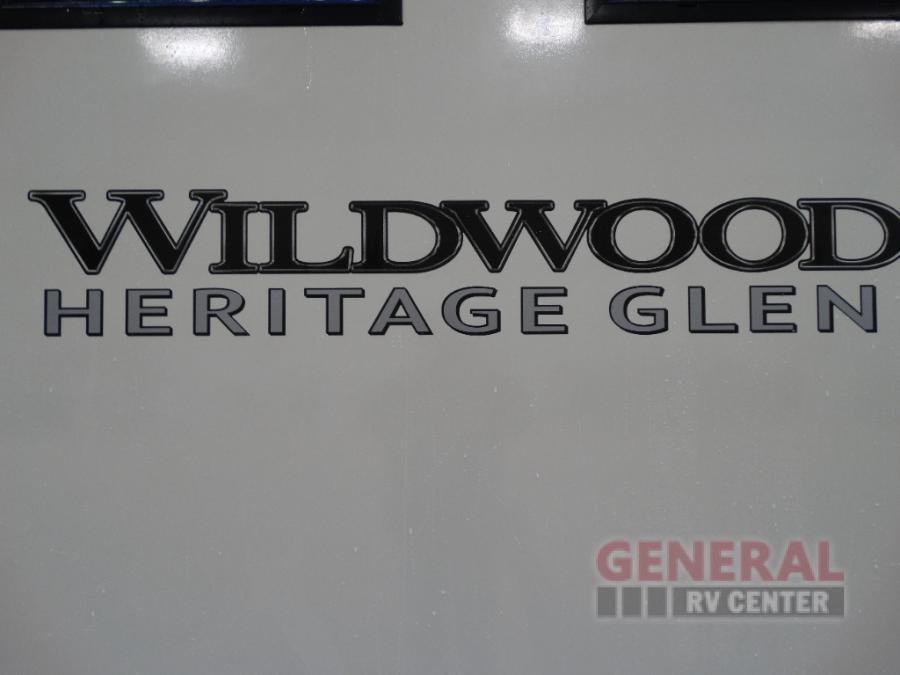 WILDWOOD
HERITAGE GLEN
GENERAL
RV CENTER